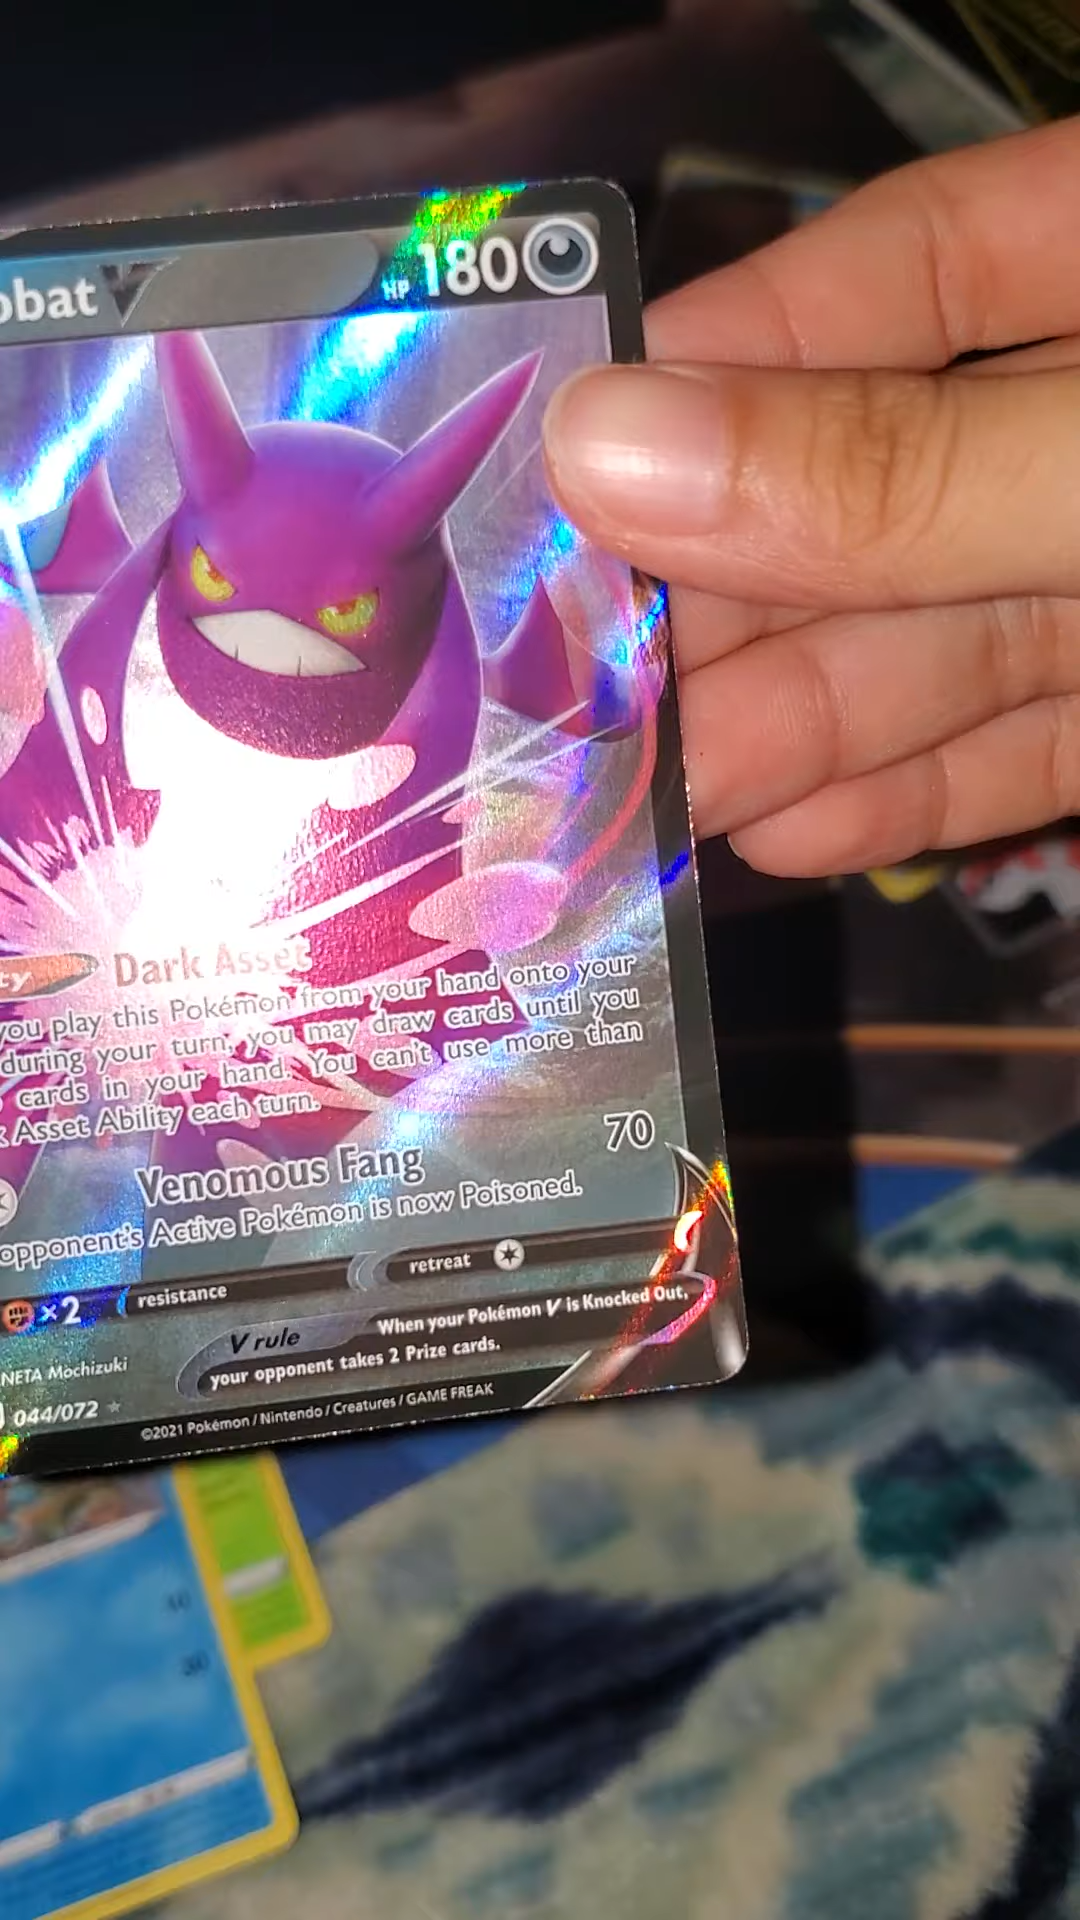 obat V HP 180
ty Dark Asset
you play this Pokémon from your hand onto your
during your turn, you may draw cards until you
cards in your hand. You can't use more than
k Asset Ability each turn.
Venomous Fang 70
opponent's Active Pokémon is now Poisoned.
×2 resistance retreat
V rule When your Pokémon V is Knocked Out,
your opponent takes 2 Prize cards.
NETA Mochizuki
044/072
©2021 Pokémon / Nintendo / Creatures / GAME FREAK
30